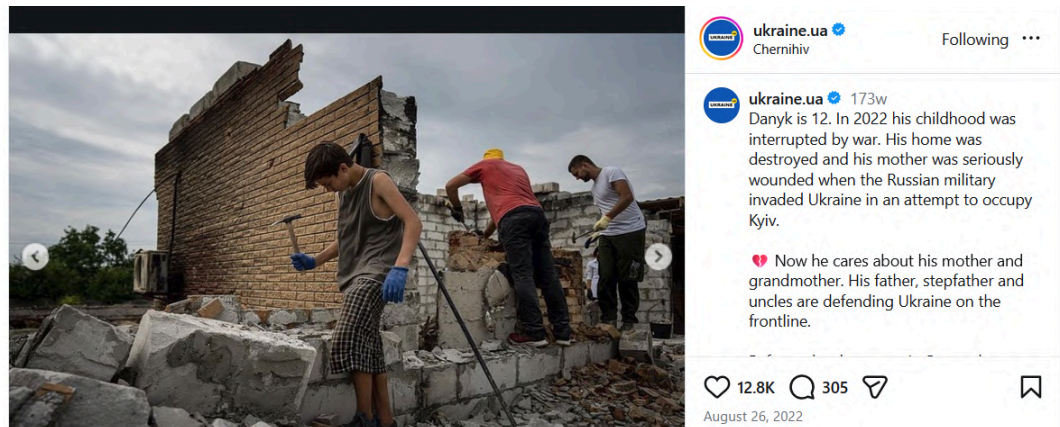 UKRAINE
ukraine.ua
Chernihiv
Following
UKRAINE
ukraine.ua 173w
Danyk is 12. In 2022 his childhood was
interrupted by war. His home was
destroyed and his mother was seriously
wounded when the Russian military
invaded Ukraine in an attempt to occupy
Kyiv.
💔 Now he cares about his mother and
grandmother. His father, stepfather and
uncles are defending Ukraine on the
frontline.
12.8K 305
August 26, 2022